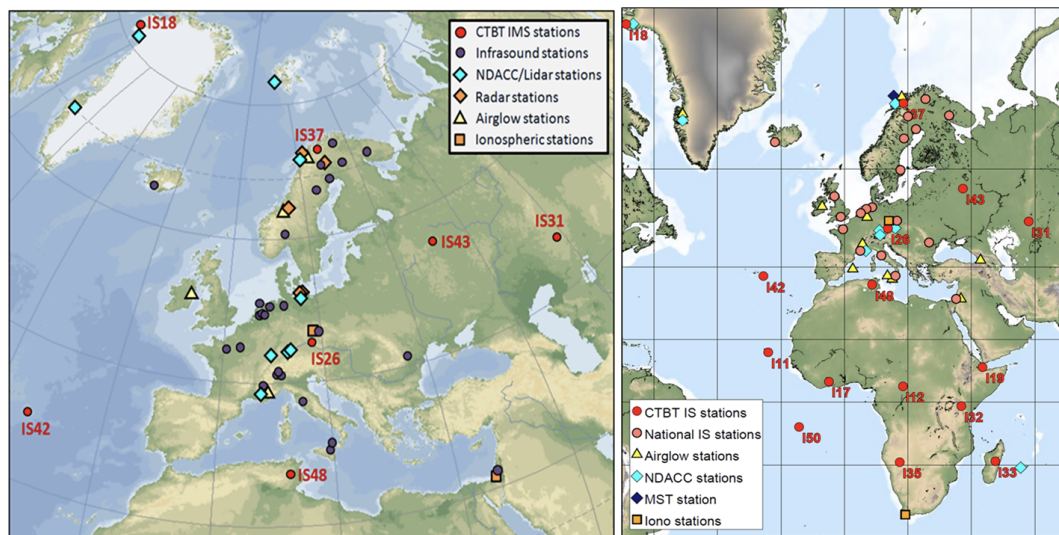 IS18
CTBT IMS stations
Infrasound stations
NDACC/Lidar stations
Radar stations
Airglow stations
Ionospheric stations
IS37
IS43
IS31
IS26
IS42
IS48
I18
37
I43
I31
I26
I42
I48
I11
I17
I12
I19
I32
I50
I35
I33
CTBT IS stations
National IS stations
Airglow stations
NDACC stations
MST station
Iono stations